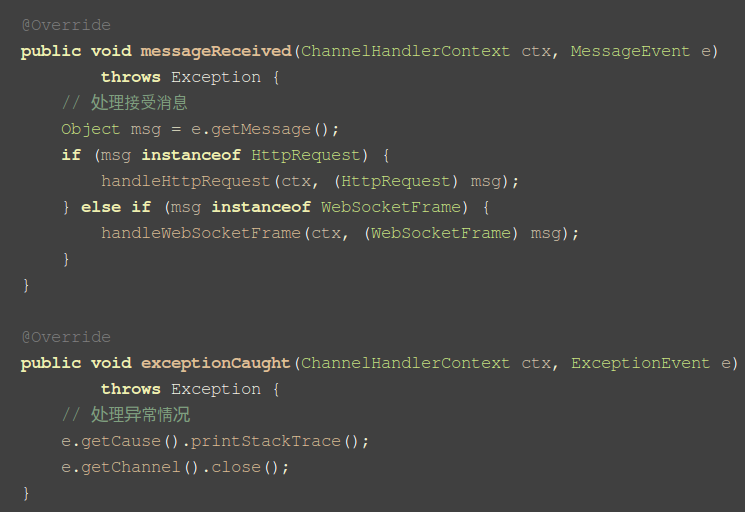 @Override
public void messageReceived(ChannelHandlerContext ctx, MessageEvent e)
        throws Exception {
    // 处理接受消息
    Object msg = e.getMessage();
    if (msg instanceof HttpRequest) {
        handleHttpRequest(ctx, (HttpRequest) msg);
    } else if (msg instanceof WebSocketFrame) {
        handleWebSocketFrame(ctx, (WebSocketFrame) msg);
    }
}

@Override
public void exceptionCaught(ChannelHandlerContext ctx, ExceptionEvent e)
        throws Exception {
    // 处理异常情况
    e.getCause().printStackTrace();
    e.getChannel().close();
}